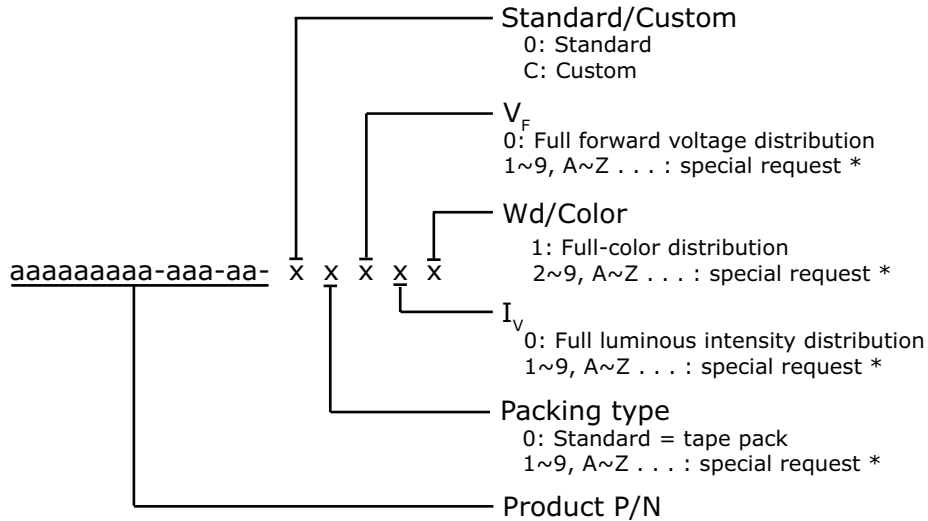 Standard/Custom
0: Standard
C: Custom
VF
0: Full forward voltage distribution
1~9, A~Z . . . : special request *
Wd/Color
1: Full-color distribution
2~9, A~Z . . . : special request *
aaaaaaaaa-aaa-aa- x x x x x
IV
0: Full luminous intensity distribution
1~9, A~Z . . . : special request *
Packing type
0: Standard = tape pack
1~9, A~Z . . . : special request *
Product P/N